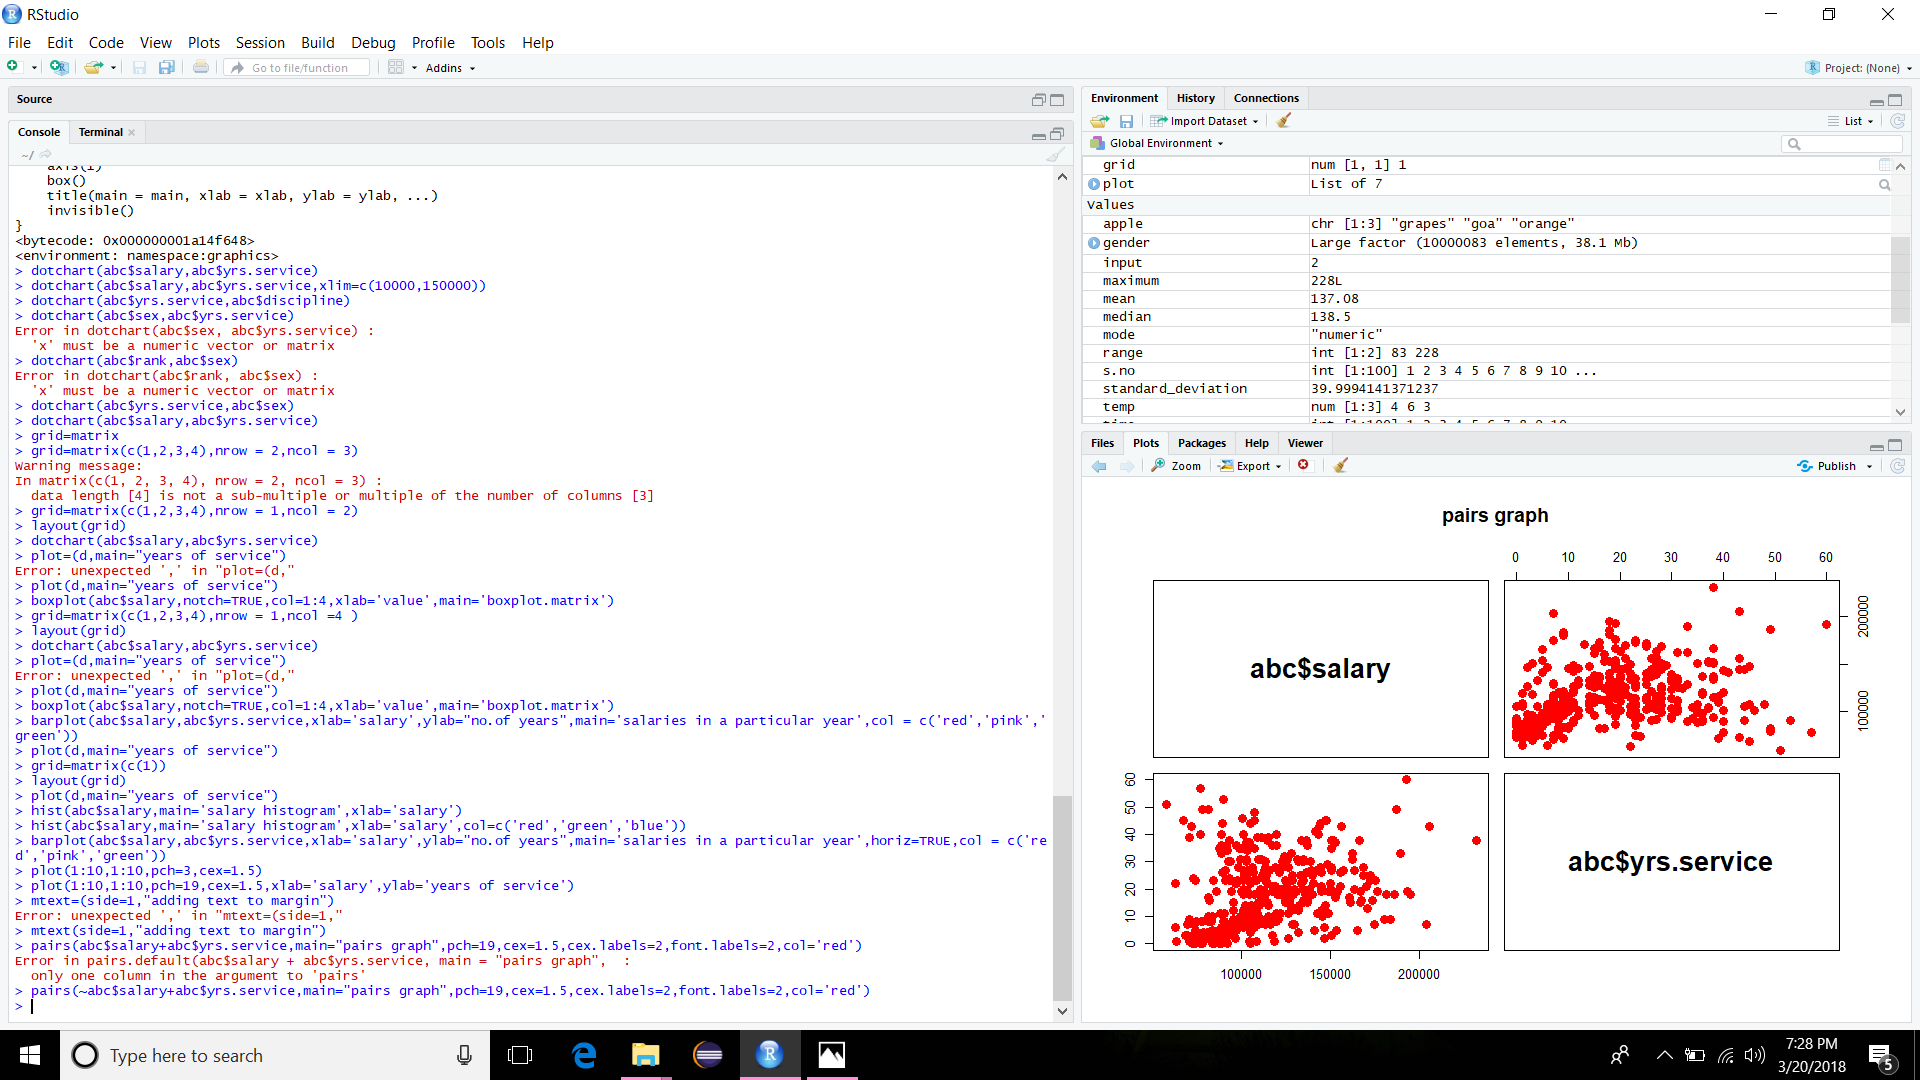 RStudio
File Edit Code View Plots Session Build Debug Profile Tools Help
Go to file/function Addins Project: (None)
Source
Console Terminal
~/
axis(1)
box()
title(main = main, xlab = xlab, ylab = ylab, ...)
invisible()
}
<bytecode: 0x000000001a14f648>
<environment: namespace:graphics>
> dotchart(abc$salary,abc$yrs.service)
> dotchart(abc$salary,abc$yrs.service,xlim=c(10000,150000))
> dotchart(abc$yrs.service,abc$discipline)
> dotchart(abc$sex,abc$yrs.service)
Error in dotchart(abc$sex, abc$yrs.service) :
'x' must be a numeric vector or matrix
> dotchart(abc$rank,abc$sex)
Error in dotchart(abc$rank, abc$sex) :
'x' must be a numeric vector or matrix
> dotchart(abc$yrs.service,abc$sex)
> dotchart(abc$salary,abc$yrs.service)
> grid=matrix
> grid=matrix(c(1,2,3,4),nrow = 2,ncol = 3)
Warning message:
In matrix(c(1, 2, 3, 4), nrow = 2, ncol = 3) :
data length [4] is not a sub-multiple or multiple of the number of columns [3]
> grid=matrix(c(1,2,3,4),nrow = 1,ncol = 2)
> layout(grid)
> dotchart(abc$salary,abc$yrs.service)
> plot=(d,main="years of service")
Error: unexpected ',' in "plot=(d,"
> plot(d,main="years of service")
> boxplot(abc$salary,notch=TRUE,col=1:4,xlab='value',main='boxplot.matrix')
> grid=matrix(c(1,2,3,4),nrow = 1,ncol =4 )
> layout(grid)
> dotchart(abc$salary,abc$yrs.service)
> plot=(d,main="years of service")
Error: unexpected ',' in "plot=(d,"
> plot(d,main="years of service")
> boxplot(abc$salary,notch=TRUE,col=1:4,xlab='value',main='boxplot.matrix')
> barplot(abc$salary,abc$yrs.service,xlab='salary',ylab="no.of years",main='salaries in a particular year',col = c('red','pink','
green'))
> plot(d,main="years of service")
> grid=matrix(c(1))
> layout(grid)
> plot(d,main="years of service")
> hist(abc$salary,main='salary histogram',xlab='salary')
> hist(abc$salary,main='salary histogram',xlab='salary',col=c('red','green','blue'))
> barplot(abc$salary,abc$yrs.service,xlab='salary',ylab="no.of years",main='salaries in a particular year',horiz=TRUE,col = c('re
d','pink','green'))
> plot(1:10,1:10,pch=3,cex=1.5)
> plot(1:10,1:10,pch=19,cex=1.5,xlab='salary',ylab='years of service')
> mtext=(side=1,"adding text to margin")
Error: unexpected ',' in "mtext=(side=1,"
> mtext(side=1,"adding text to margin")
> pairs(abc$salary+abc$yrs.service,main="pairs graph",pch=19,cex=1.5,cex.labels=2,font.labels=2,col='red')
Error in pairs.default(abc$salary + abc$yrs.service, main = "pairs graph",  :
only one column in the argument to 'pairs'
> pairs(~abc$salary+abc$yrs.service,main="pairs graph",pch=19,cex=1.5,cex.labels=2,font.labels=2,col='red')
>
Environment History Connections
Import Dataset List
Global Environment
grid num [1, 1] 1
plot List of 7
Values
apple chr [1:3] "grapes" "goa" "orange"
gender Large factor (10000083 elements, 38.1 Mb)
input 2
maximum 228L
mean 137.08
median 138.5
mode "numeric"
range int [1:2] 83 228
s.no int [1:100] 1 2 3 4 5 6 7 8 9 10 ...
standard_deviation 39.9994141371237
temp num [1:3] 4 6 3
Files Plots Packages Help Viewer
Zoom Export Publish
pairs graph
0 10 20 30 40 50 60
abc$salary
200000
100000
60
50
40
30
20
10
0
abc$yrs.service
100000 150000 200000
Type here to search
7:28 PM
3/20/2018
5